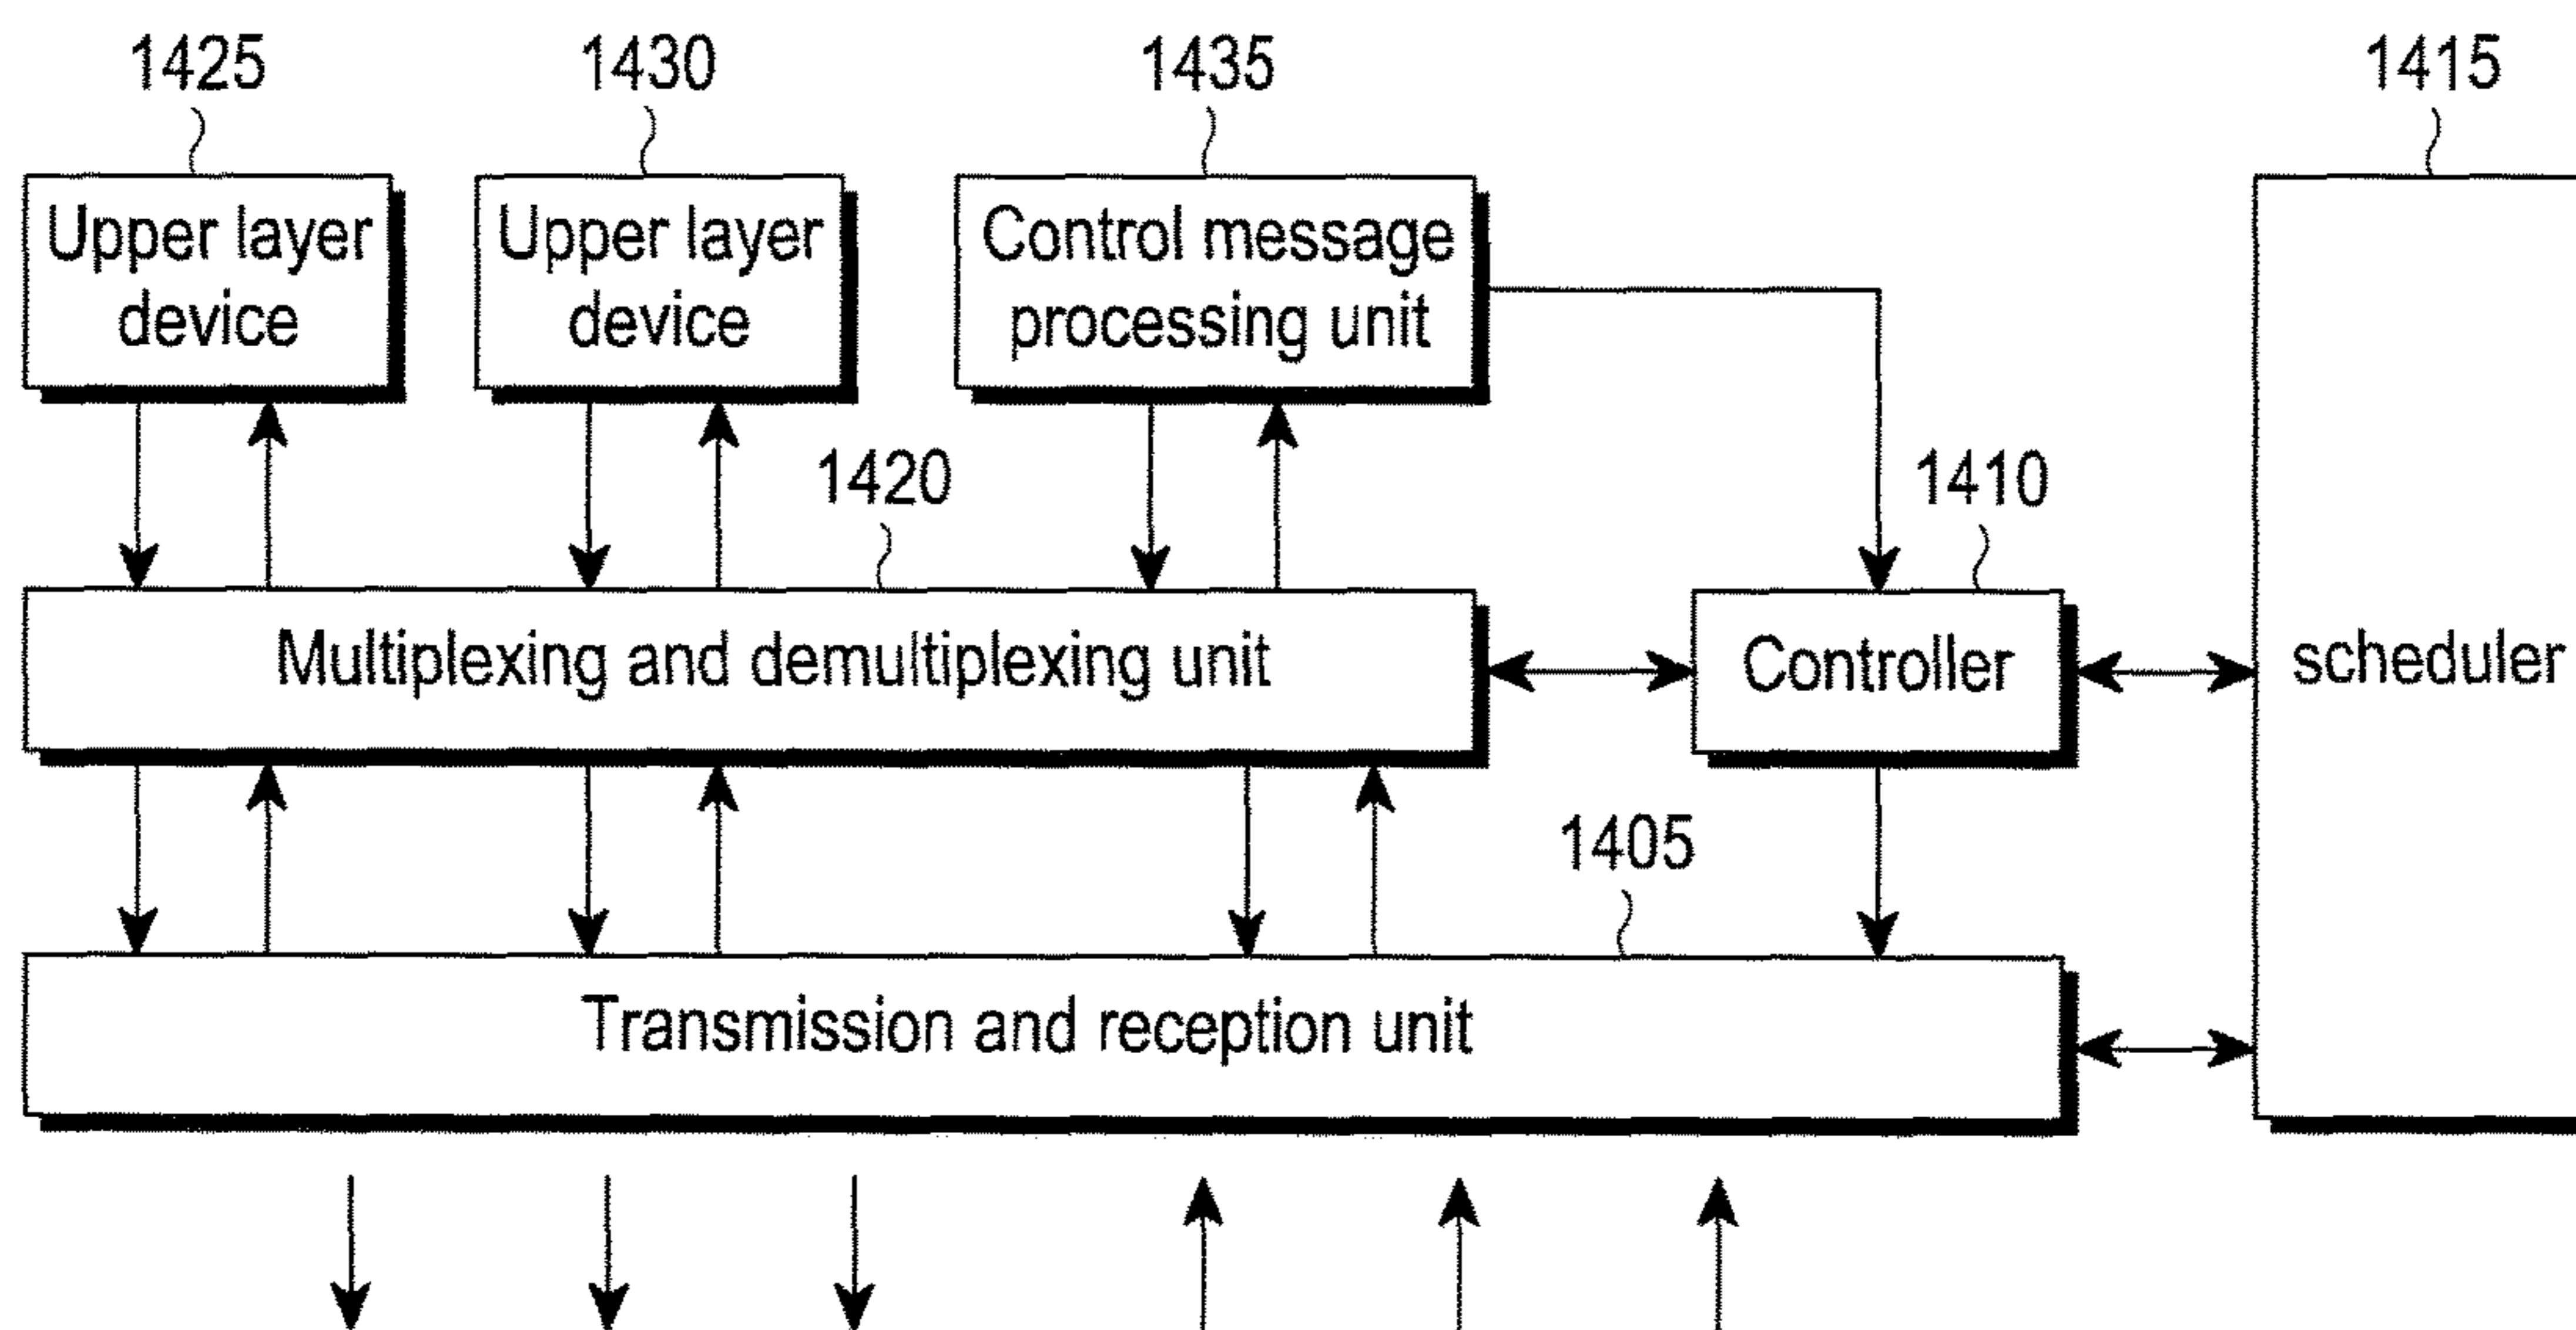 1425
1430
1435
1415
Upper layer
device
Upper layer
device
Control message
processing unit
1420
1410
Multiplexing and demultiplexing unit
Controller
scheduler
1405
Transmission and reception unit